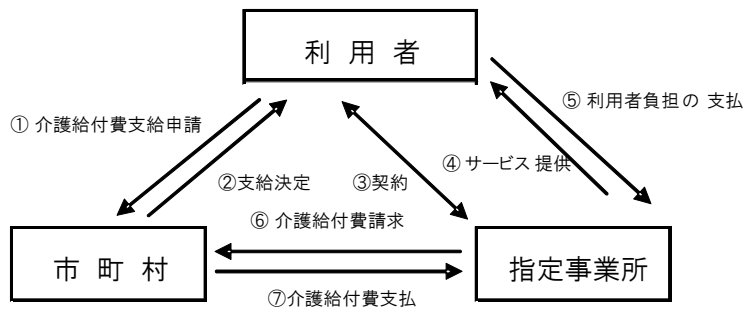 利用者
⑤ 利用者負担の 支払
① 介護給付費支給申請
④ サービス 提供
②支給決定
③契約
⑥ 介護給付費請求
市町村
指定事業所
⑦介護給付費支払